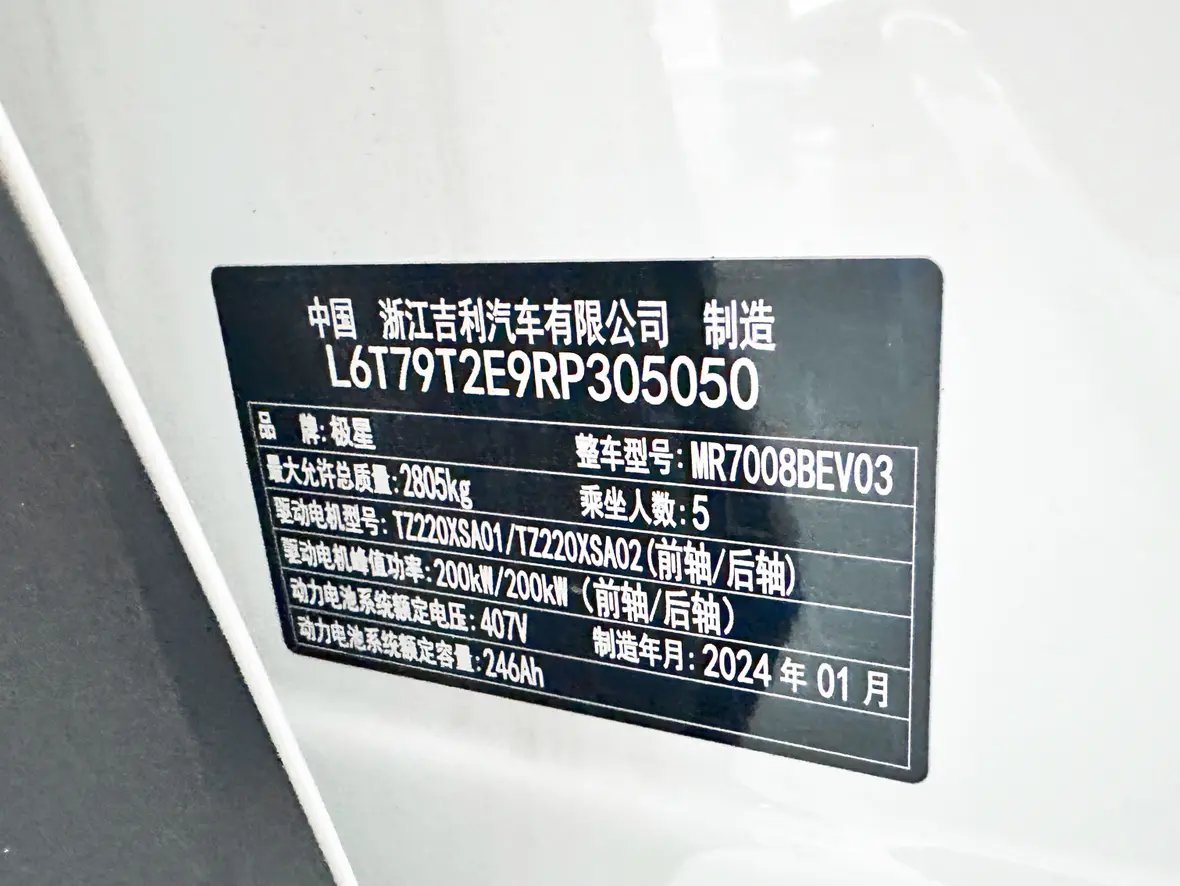 中国 浙江吉利汽车有限公司 制造
L6T79T2E9RP305050
品 牌:极星 整车型号:MR7008BEV03
最大允许总质量:2805kg 乘坐人数:5
驱动电机型号:TZ220XSA01/TZ220XSA02(前轴/后轴)
驱动电机峰值功率:200kW/200kW (前轴/后轴)
动力电池系统额定电压:407V 制造年月:2024年01月
动力电池系统额定容量:246Ah